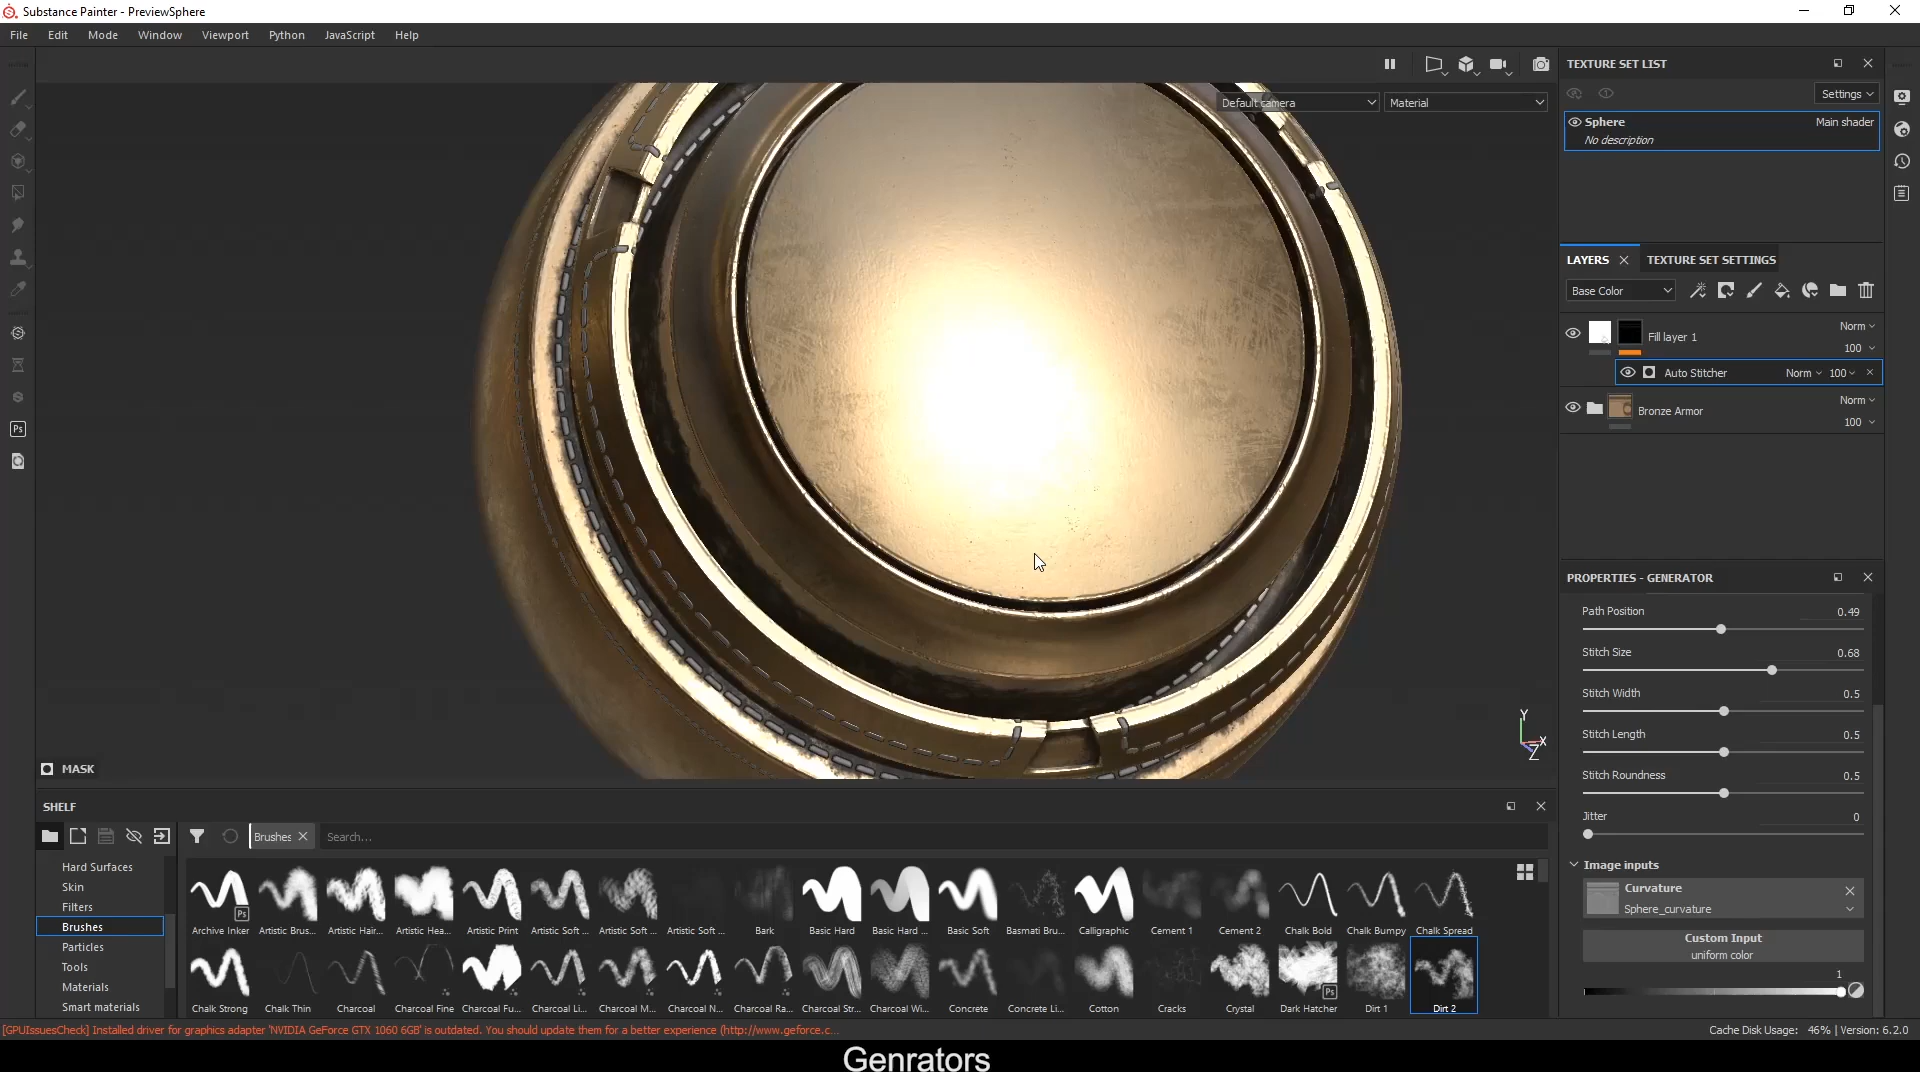 Substance Painter - PreviewSphere
File Edit Mode Window Viewport Python JavaScript Help
Default camera
Material
TEXTURE SET LIST
Settings
Sphere Main shader
No description
LAYERS TEXTURE SET SETTINGS
Base Color
Norm
Fill layer 1
100
Auto Stitcher Norm 100
Norm
Bronze Armor
100
PROPERTIES - GENERATOR
Path Position 0.49
Stitch Size 0.68
Stitch Width 0.5
Stitch Length 0.5
Stitch Roundness 0.5
Jitter 0
Image inputs
Curvature
Sphere_curvature
Custom Input
uniform color
1
Y
X
Z
MASK
SHELF
Brushes Search...
Hard Surfaces
Skin
Filters
Brushes
Particles
Tools
Materials
Smart materials
Ps
Archive Inker Artistic Brus... Artistic Hair... Artistic Hea... Artistic Print Artistic Soft ... Artistic Soft ... Artistic Soft ... Bark Basic Hard Basic Hard ... Basic Soft Basmati Bru... Calligraphic Cement 1 Cement 2 Chalk Bold Chalk Bumpy Chalk Spread
Chalk Strong Chalk Thin Charcoal Charcoal Fine Charcoal Fu... Charcoal Li... Charcoal M... Charcoal N... Charcoal Ra... Charcoal Str... Charcoal Wi... Concrete Concrete Li... Cotton Cracks Crystal Dark Hatcher Dirt 1 Dirt 2
[GPUIssuesCheck] Installed driver for graphics adapter 'NVIDIA GeForce GTX 1060 6GB' is outdated. You should update them for a better experience (http://www.geforce.c...
Cache Disk Usage: 46% | Version: 6.2.0
Genrators